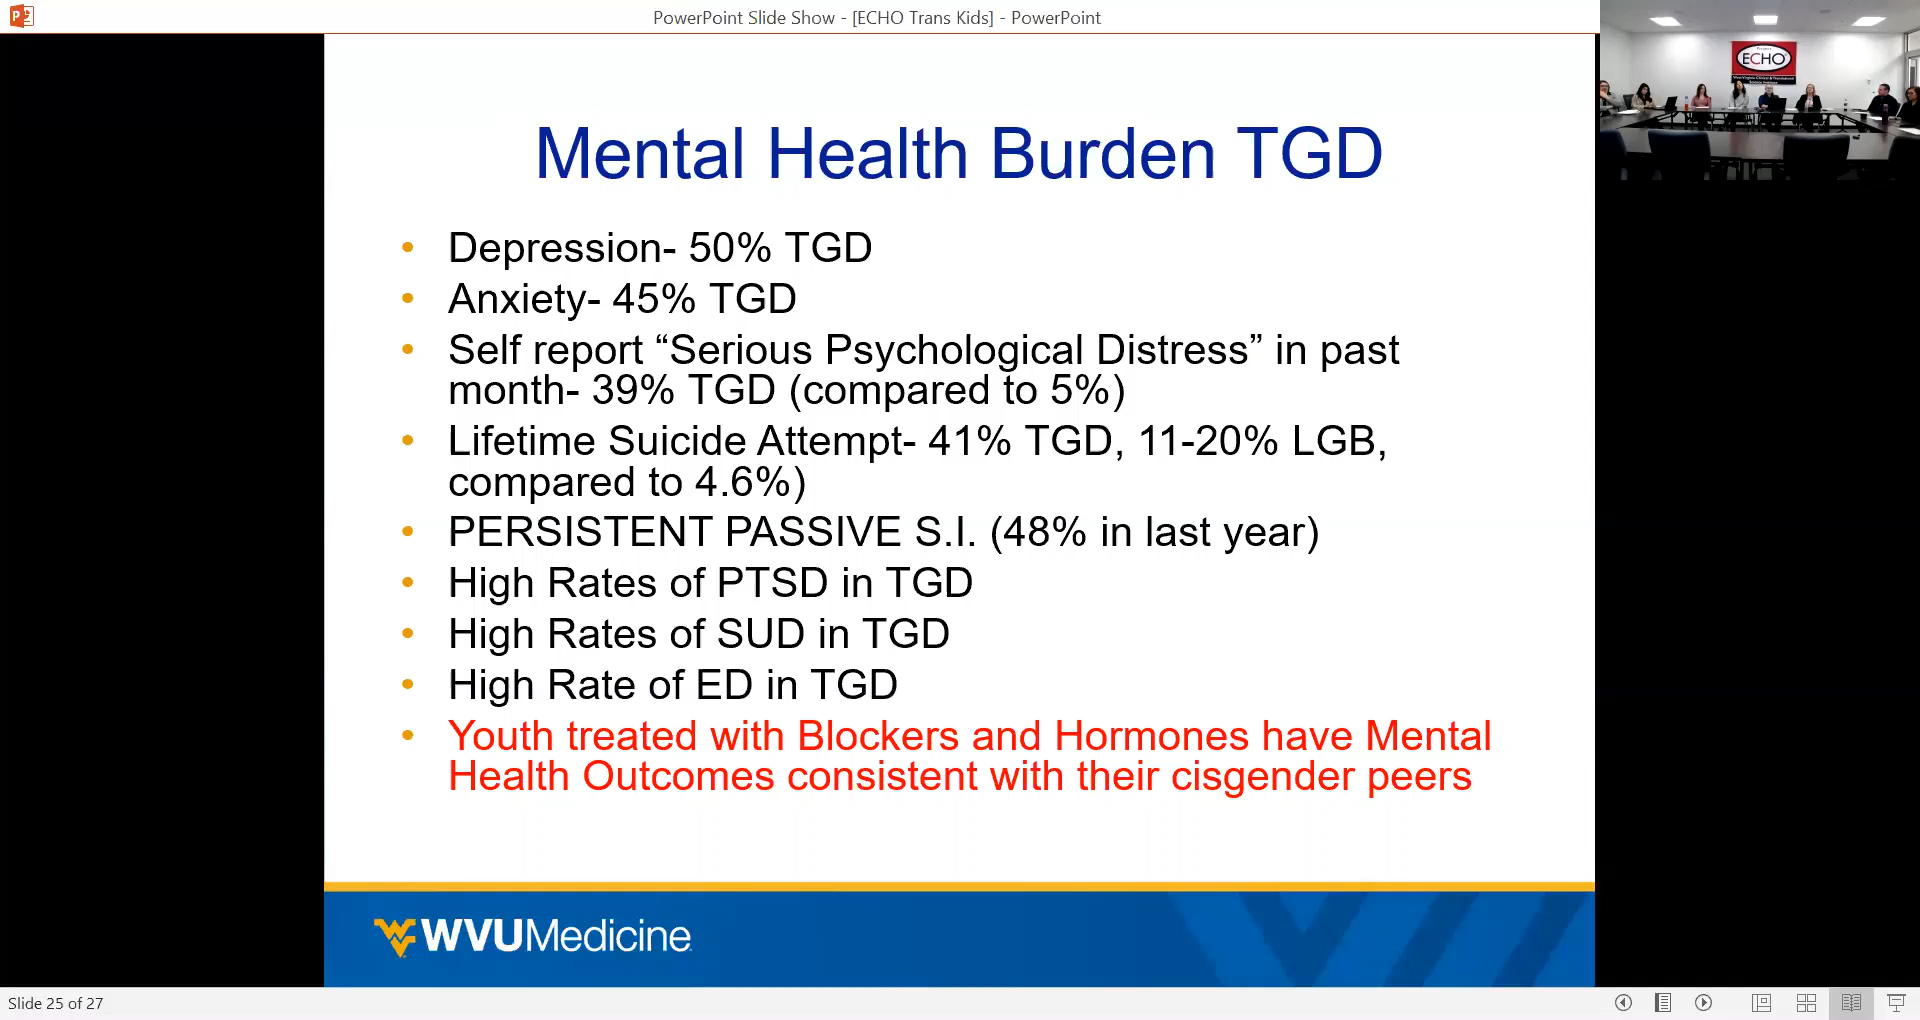 PowerPoint Slide Show - [ECHO Trans Kids] - PowerPoint
Project
ECHO
Mental Health Burden TGD
• Depression- 50% TGD
• Anxiety- 45% TGD
• Self report “Serious Psychological Distress” in past
month- 39% TGD (compared to 5%)
• Lifetime Suicide Attempt- 41% TGD, 11-20% LGB,
compared to 4.6%)
• PERSISTENT PASSIVE S.I. (48% in last year)
• High Rates of PTSD in TGD
• High Rates of SUD in TGD
• High Rate of ED in TGD
• Youth treated with Blockers and Hormones have Mental
Health Outcomes consistent with their cisgender peers
WVUMedicine
Slide 25 of 27